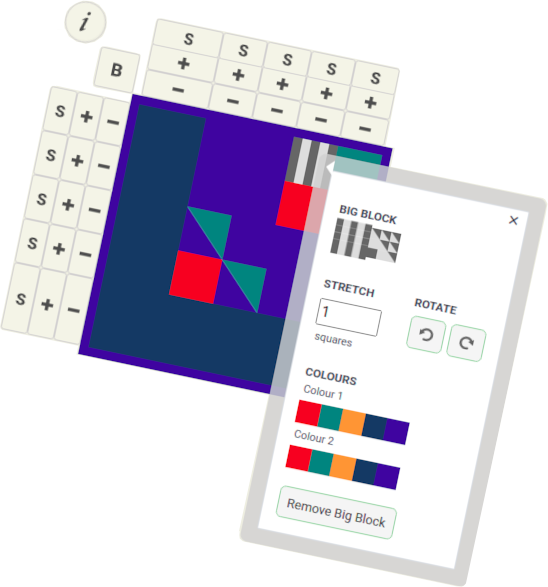 i
B
S S S S S
+ + + + +
− − − − −
S + −
S + −
S + −
S + −
S + −
×
BIG BLOCK
STRETCH
1
squares
ROTATE
COLOURS
Colour 1
Colour 2
Remove Big Block